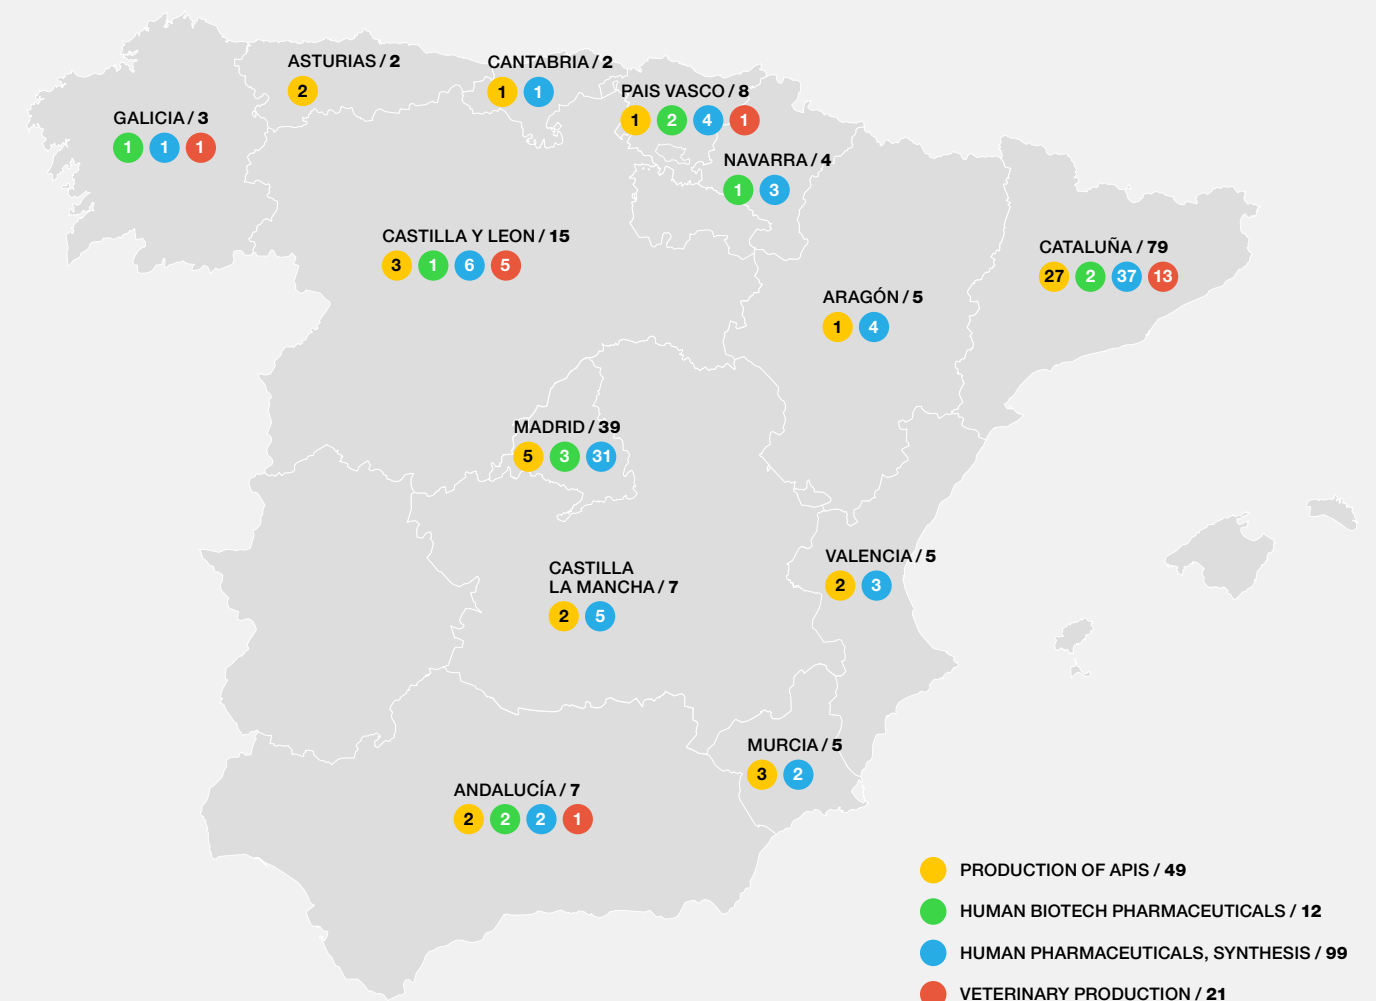 ASTURIAS / 2
2
CANTABRIA / 2
1 1
PAIS VASCO / 8
1 2 4 1
GALICIA / 3
1 1 1
NAVARRA / 4
1 3
CASTILLA Y LEON / 15
3 1 6 5
CATALUÑA / 79
27 2 37 13
ARAGÓN / 5
1 4
MADRID / 39
5 3 31
VALENCIA / 5
2 3
CASTILLA
LA MANCHA / 7
2 5
MURCIA / 5
3 2
ANDALUCÍA / 7
2 2 2 1
PRODUCTION OF APIS / 49
HUMAN BIOTECH PHARMACEUTICALS / 12
HUMAN PHARMACEUTICALS, SYNTHESIS / 99
VETERINARY PRODUCTION / 21